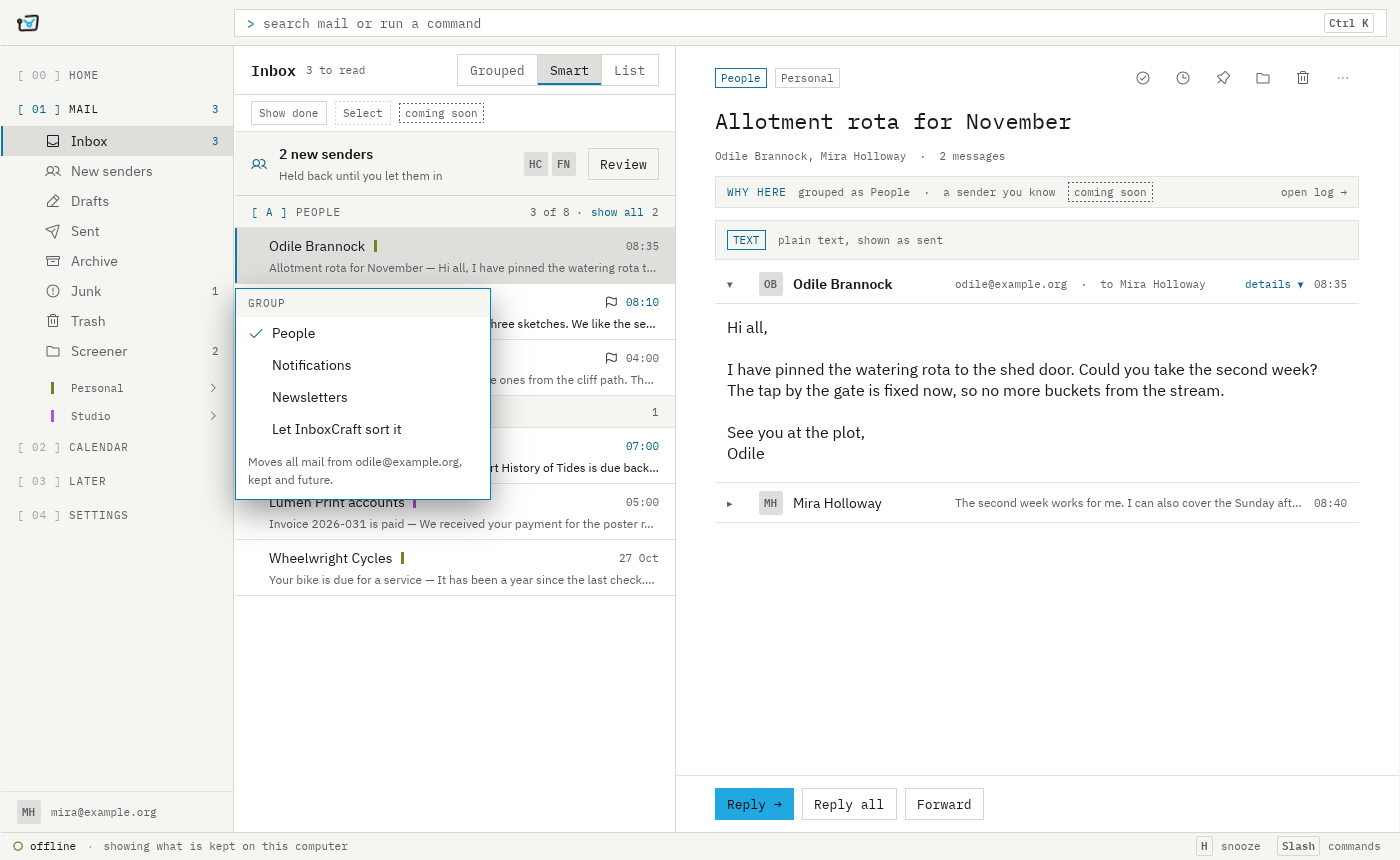 > search mail or run a command
Ctrl K
[ 00 ] HOME
[ 01 ] MAIL 3
Inbox 3
New senders
Drafts
Sent
Archive
Junk 1
Trash
Screener 2
Personal
Studio
[ 02 ] CALENDAR
[ 03 ] LATER
[ 04 ] SETTINGS
MH mira@example.org
Inbox 3 to read
Grouped Smart List
Show done Select coming soon
2 new senders
Held back until you let them in
HC FN Review
[ A ] PEOPLE 3 of 8 · show all 2
Odile Brannock 08:35
Allotment rota for November — Hi all, I have pinned the watering rota t…
08:10
hree sketches. We like the se…
04:00
e ones from the cliff path. Th…
1
07:00
rt History of Tides is due back…
Lumen Print accounts 05:00
Invoice 2026-031 is paid — We received your payment for the poster r…
Wheelwright Cycles 27 Oct
Your bike is due for a service — It has been a year since the last check.…
GROUP
People
Notifications
Newsletters
Let InboxCraft sort it
Moves all mail from odile@example.org,
kept and future.
People Personal
Allotment rota for November
Odile Brannock, Mira Holloway · 2 messages
WHY HERE grouped as People · a sender you know coming soon open log →
TEXT plain text, shown as sent
▾ OB Odile Brannock odile@example.org · to Mira Holloway details ▾ 08:35
Hi all,
I have pinned the watering rota to the shed door. Could you take the second week?
The tap by the gate is fixed now, so no more buckets from the stream.
See you at the plot,
Odile
▸ MH Mira Holloway The second week works for me. I can also cover the Sunday aft… 08:40
Reply → Reply all Forward
offline · showing what is kept on this computer
H snooze Slash commands